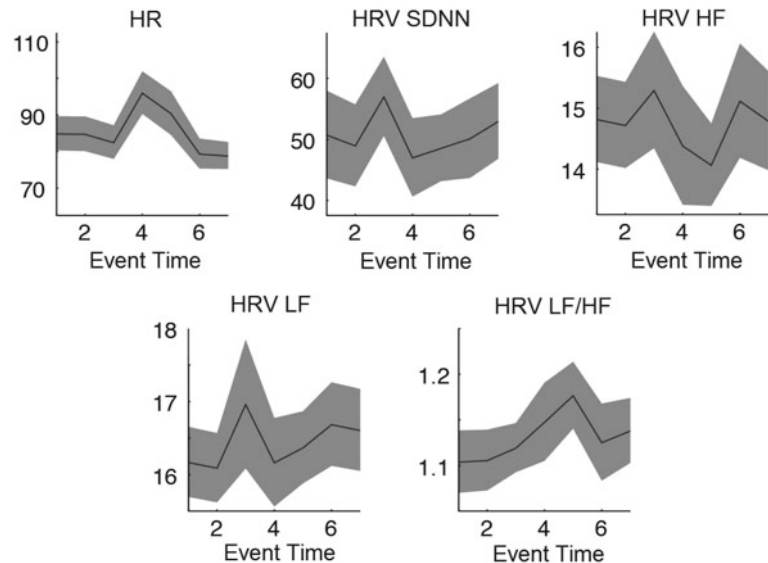 HR
110
90
70
2 4 6
Event Time
HRV SDNN
60
50
40
2 4 6
Event Time
HRV HF
16
15
14
2 4 6
Event Time
HRV LF
18
17
16
2 4 6
Event Time
HRV LF/HF
1.2
1.1
2 4 6
Event Time